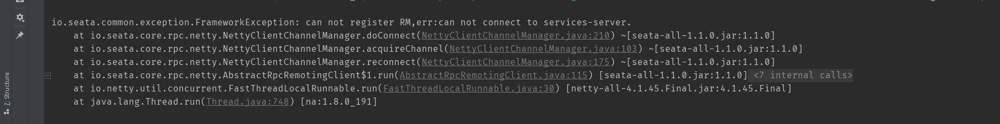 io.seata.common.exception.FrameworkException: can not register RM,err:can not connect to services-server.
at io.seata.core.rpc.netty.NettyClientChannelManager.doConnect(NettyClientChannelManager.java:210) ~[seata-all-1.1.0.jar:1.1.0]
at io.seata.core.rpc.netty.NettyClientChannelManager.acquireChannel(NettyClientChannelManager.java:103) ~[seata-all-1.1.0.jar:1.1.0]
at io.seata.core.rpc.netty.NettyClientChannelManager.reconnect(NettyClientChannelManager.java:175) ~[seata-all-1.1.0.jar:1.1.0]
at io.seata.core.rpc.netty.AbstractRpcRemotingClient$1.run(AbstractRpcRemotingClient.java:115) [seata-all-1.1.0.jar:1.1.0] <7 internal calls>
at io.netty.util.concurrent.FastThreadLocalRunnable.run(FastThreadLocalRunnable.java:30) [netty-all-4.1.45.Final.jar:4.1.45.Final]
at java.lang.Thread.run(Thread.java:748) [na:1.8.0_191]
7: Structure